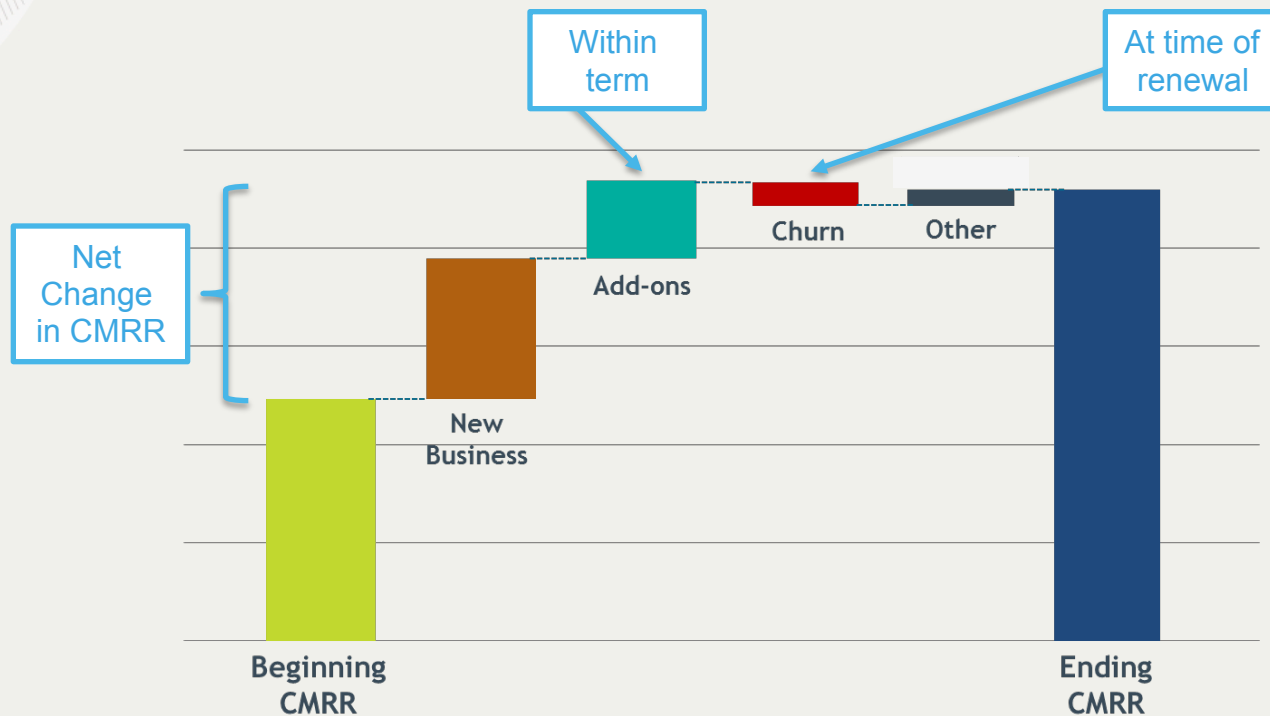 Within
term
At time of
renewal
Net
Change
in CMRR
Churn
Other
Add-ons
New
Business
Beginning
CMRR
Ending
CMRR